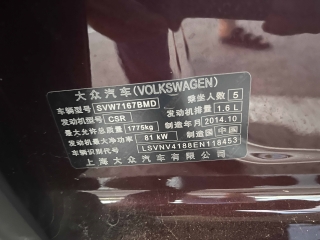 大众汽车(VOLKSWAGEN)
车辆型号 SVW7167BMD 乘坐人数 5
发动机型号 CSR 发动机排量 1.6 L
最大允许总质量 1775kg 制造年月 2014.10
发动机最大净功率 81 kW 制造国 中国
车辆识别代号 LSVNV4188EN118453
上海大众汽车有限公司